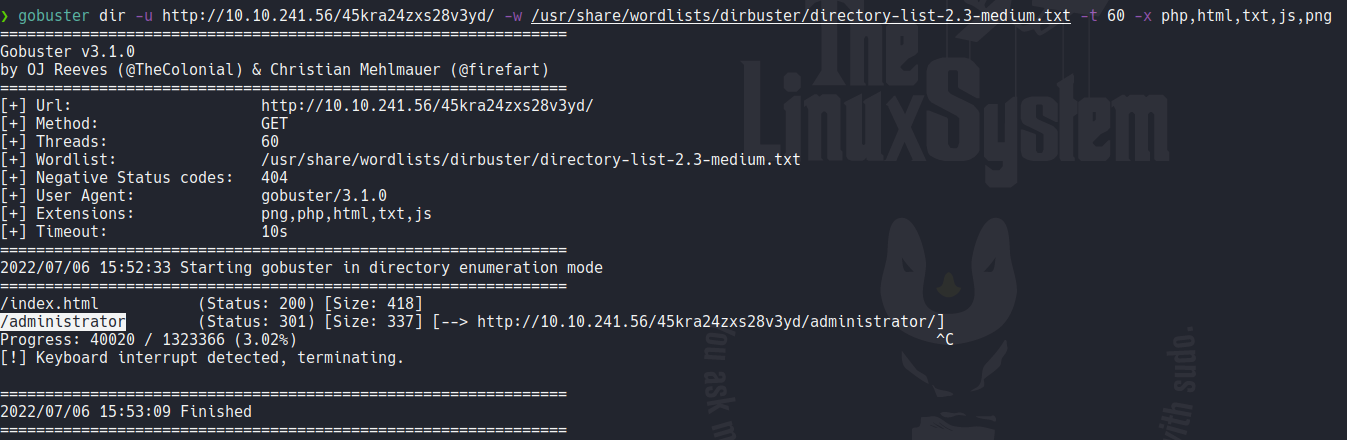 ❯ gobuster dir -u http://10.10.241.56/45kra24zxs28v3yd/ -w /usr/share/wordlists/dirbuster/directory-list-2.3-medium.txt -t 60 -x php,html,txt,js,png
===============================================================
Gobuster v3.1.0
by OJ Reeves (@TheColonial) & Christian Mehlmauer (@firefart)
===============================================================
[+] Url:                     http://10.10.241.56/45kra24zxs28v3yd/
[+] Method:                  GET
[+] Threads:                 60
[+] Wordlist:                /usr/share/wordlists/dirbuster/directory-list-2.3-medium.txt
[+] Negative Status codes:   404
[+] User Agent:              gobuster/3.1.0
[+] Extensions:              png,php,html,txt,js
[+] Timeout:                 10s
===============================================================
2022/07/06 15:52:33 Starting gobuster in directory enumeration mode
===============================================================
/index.html           (Status: 200) [Size: 418]
/administrator        (Status: 301) [Size: 337] [--> http://10.10.241.56/45kra24zxs28v3yd/administrator/]
Progress: 40020 / 1323366 (3.02%) ^C
[!] Keyboard interrupt detected, terminating.
===============================================================
2022/07/06 15:53:09 Finished
===============================================================
The
LinuxSystem
you ask
with sudo.